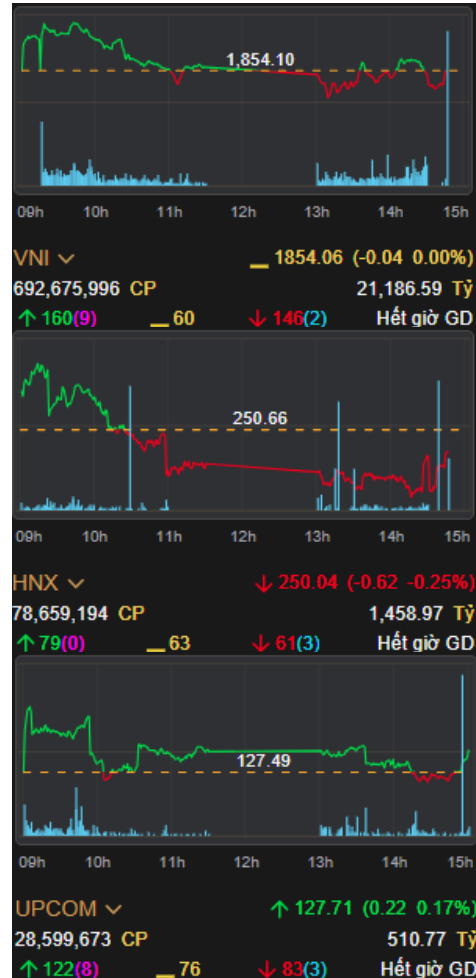 1,854.10
09h 10h 11h 12h 13h 14h 15h
VNI 1854.06 (-0.04 0.00%)
692,675,996 CP 21,186.59 Tỷ
↑ 160(9) 60 ↓ 146(2) Hết giờ GD
250.66
09h 10h 11h 12h 13h 14h 15h
HNX ↓ 250.04 (-0.62 -0.25%)
78,659,194 CP 1,458.97 Tỷ
↑ 79(0) 63 ↓ 61(3) Hết giờ GD
127.49
09h 10h 11h 12h 13h 14h 15h
UPCOM ↑ 127.71 (0.22 0.17%)
28,599,673 CP 510.77 Tỷ
↑ 122(8) 76 ↓ 83(3) Hết giờ GD